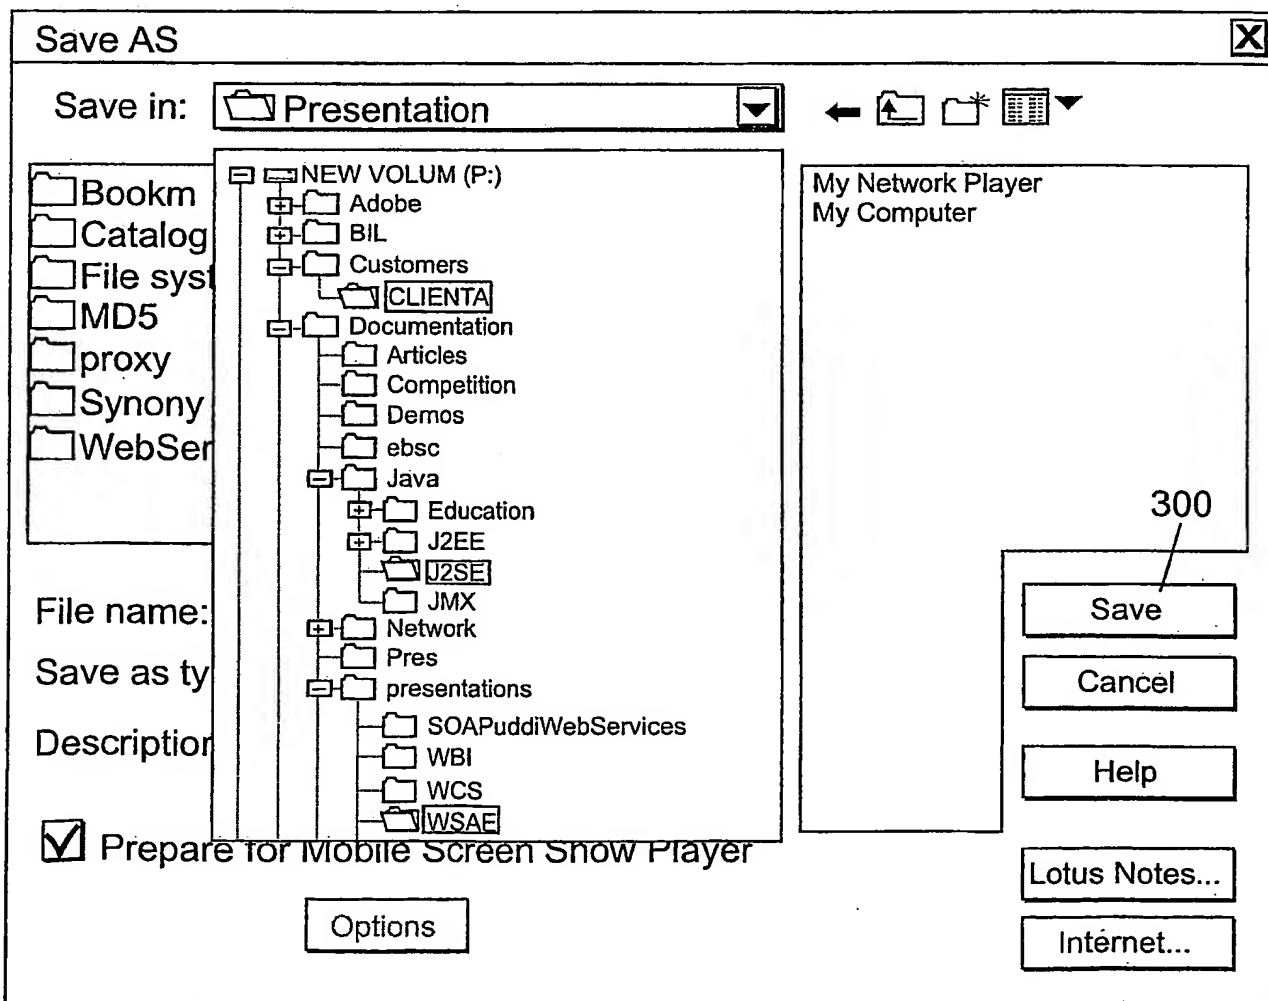 Save AS
Save in: Presentation
Bookm
Catalog
File syst
MD5
proxy
Synony
WebSer
NEW VOLUM (P:)
Adobe
BIL
Customers
CLIENTA
Documentation
Articles
Competition
Demos
ebsc
Java
Education
J2EE
J2SE
JMX
Network
Pres
presentations
SOAPuddiWebServices
WBI
WCS
WSAE
My Network Player
My Computer
300
File name:
Save as ty
Description
Prepare for Mobile Screen Show Player
Options
Save
Cancel
Help
Lotus Notes...
Internet...